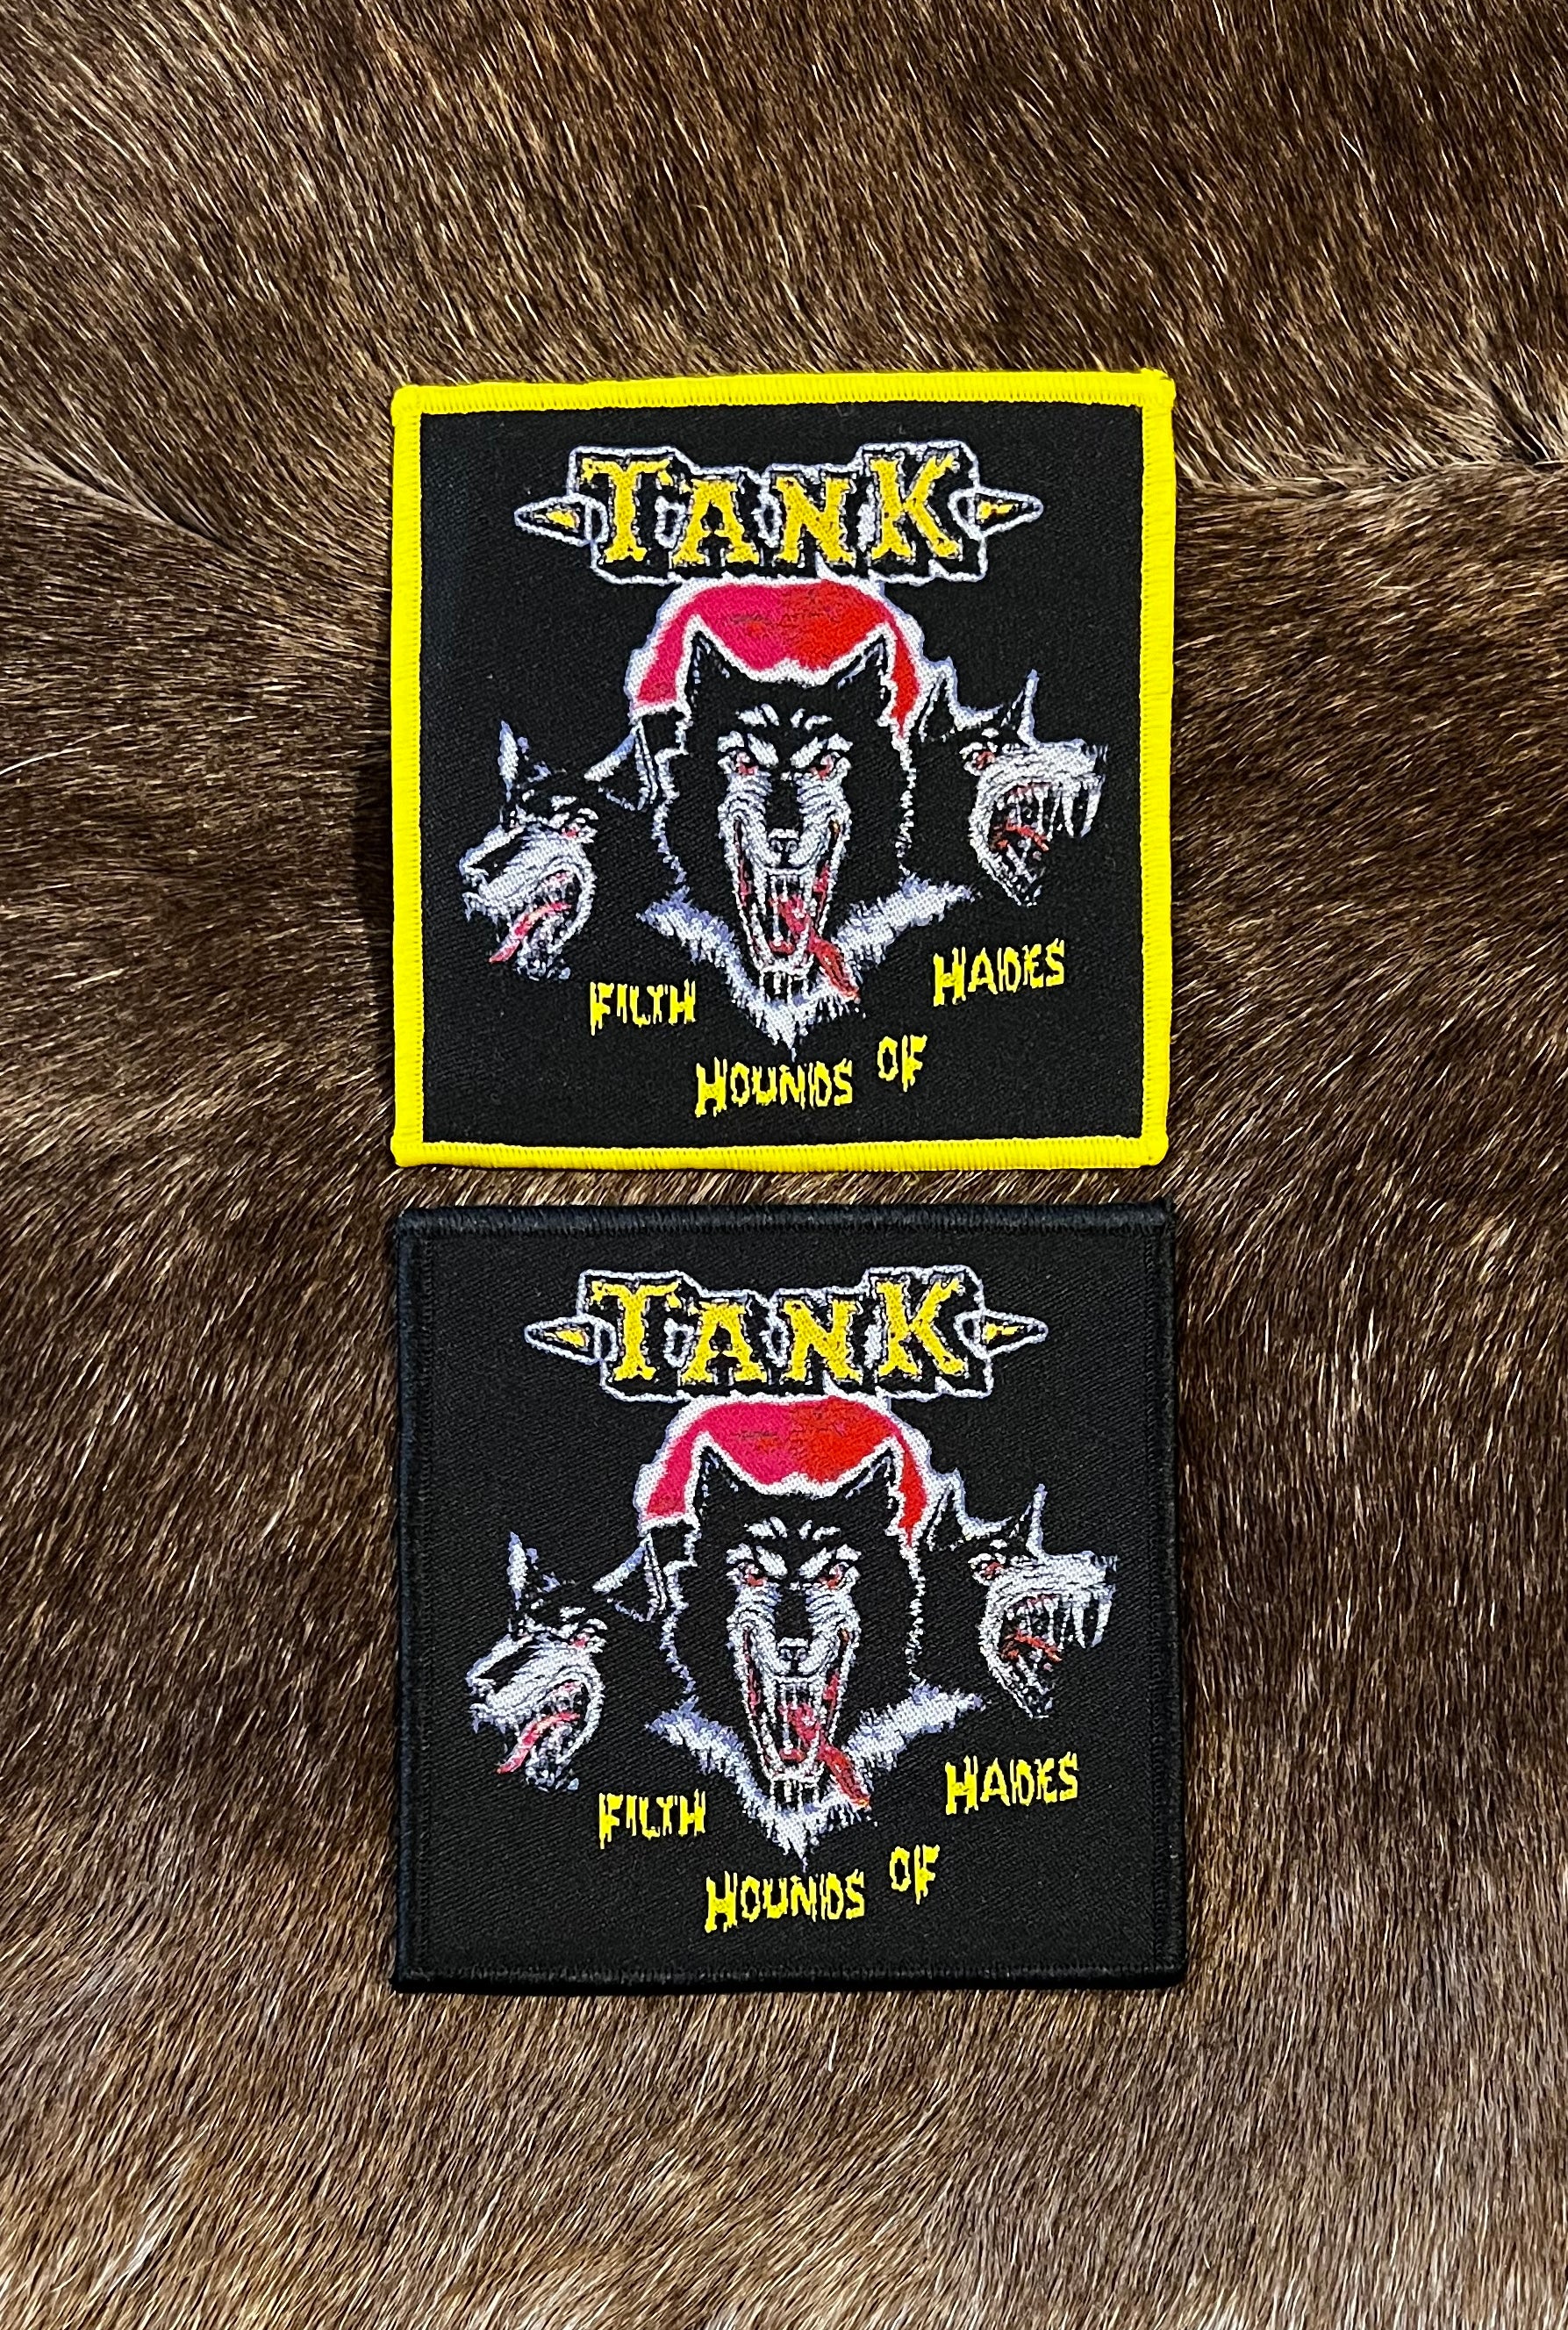 TANK
FILTH
HOUNDS OF
HADES
TANK
FILTH
HOUNDS OF
HADES